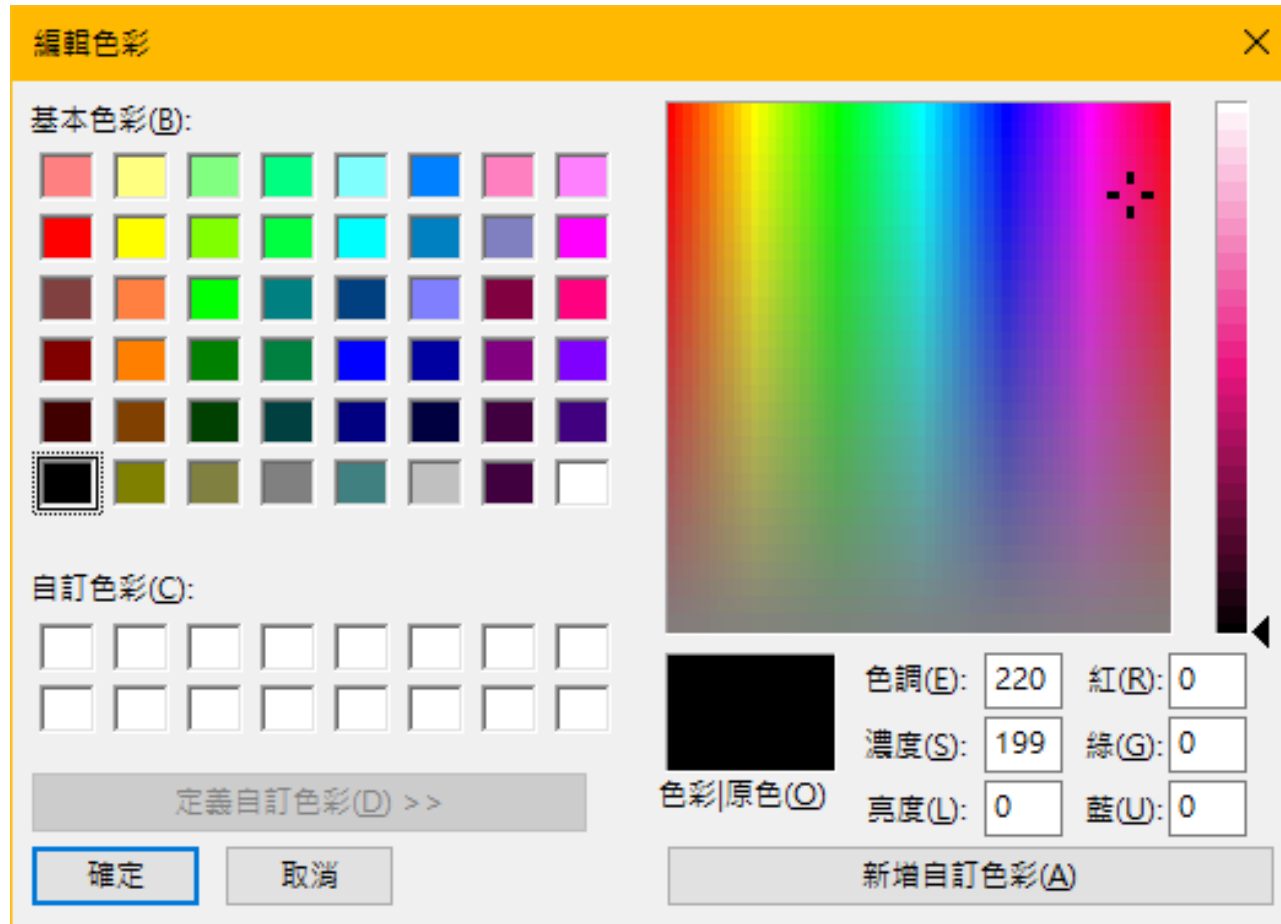 編輯色彩
基本色彩(B):
自訂色彩(C):
定義自訂色彩(D) >>
確定
取消
色彩|原色(O)
色調(E): 220
紅(R): 0
濃度(S): 199
綠(G): 0
亮度(L): 0
藍(U): 0
新增自訂色彩(A)